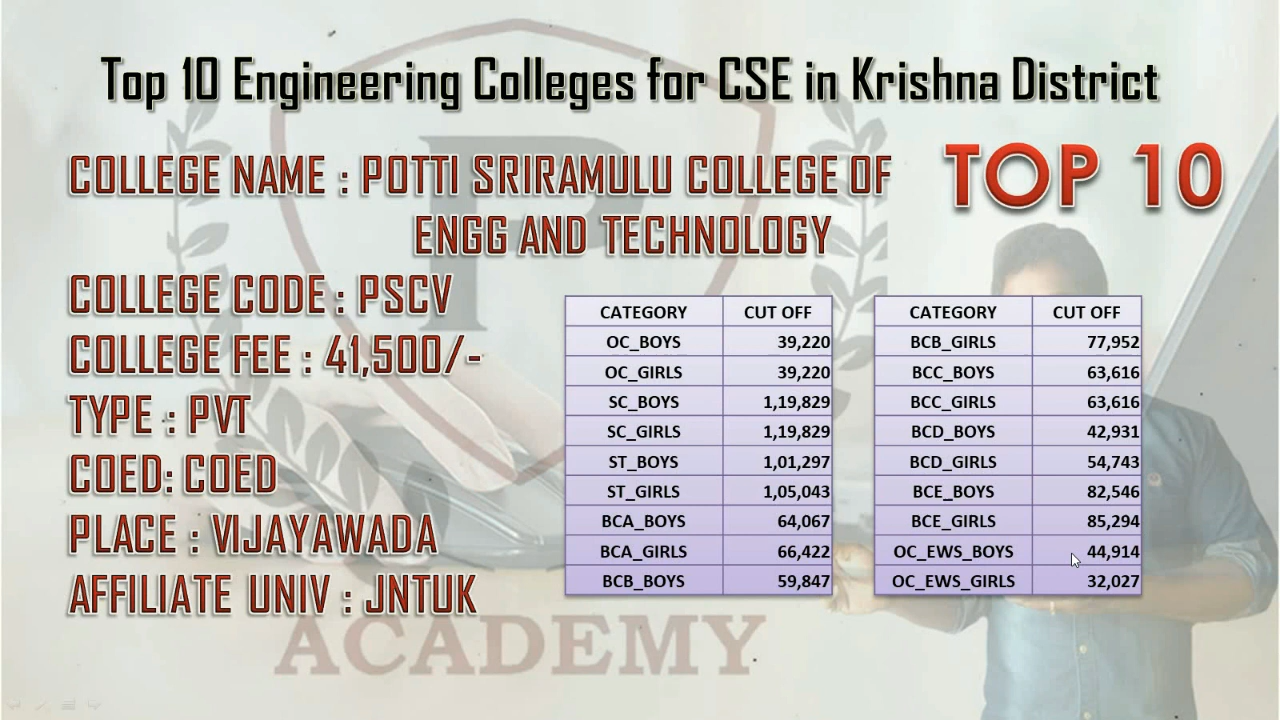 Top 10 Engineering Colleges for CSE in Krishna District
TOP 10
COLLEGE NAME : POTTI SRIRAMULU COLLEGE OF
ENGG AND TECHNOLOGY
COLLEGE CODE : PSCV
COLLEGE FEE : 41,500/-
TYPE : PVT
COED: COED
PLACE : VIJAYAWADA
AFFILIATE UNIV : JNTUK
CATEGORY CUT OFF
OC_BOYS 39,220
OC_GIRLS 39,220
SC_BOYS 1,19,829
SC_GIRLS 1,19,829
ST_BOYS 1,01,297
ST_GIRLS 1,05,043
BCA_BOYS 64,067
BCA_GIRLS 66,422
BCB_BOYS 59,847
CATEGORY CUT OFF
BCB_GIRLS 77,952
BCC_BOYS 63,616
BCC_GIRLS 63,616
BCD_BOYS 42,931
BCD_GIRLS 54,743
BCE_BOYS 82,546
BCE_GIRLS 85,294
OC_EWS_BOYS 44,914
OC_EWS_GIRLS 32,027
P
ACADEMY